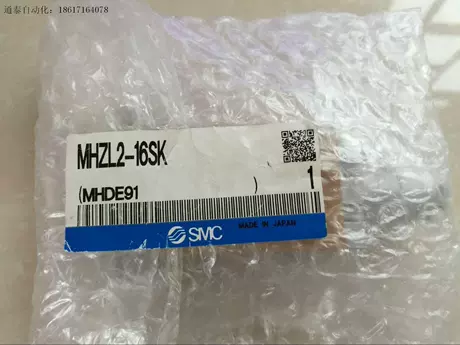 通泰自动化：18617164078
MHZL2-16SK
(MHDE91 ) 1
SMC MADE IN JAPAN